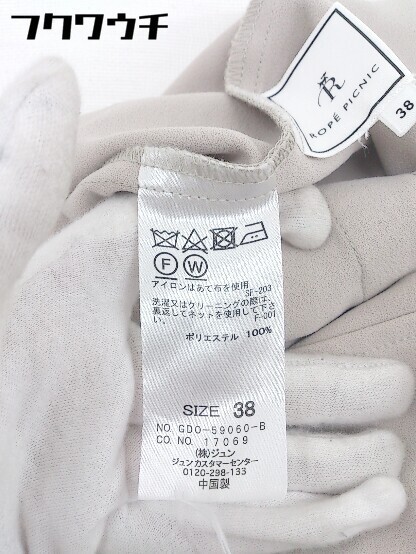 フクワウチ
R
ROPÉ PICNIC
38
F W
アイロンはあて布を使用
SF-203
洗濯又はクリーニングの際は、
裏返してネットを使用して下さい。
F-001
ポリエステル 100%
SIZE 38
NO. GDO-59060-B
CO.NO. 17069
(株)ジュン
ジュンカスタマーセンター
0120-298-133
中国製